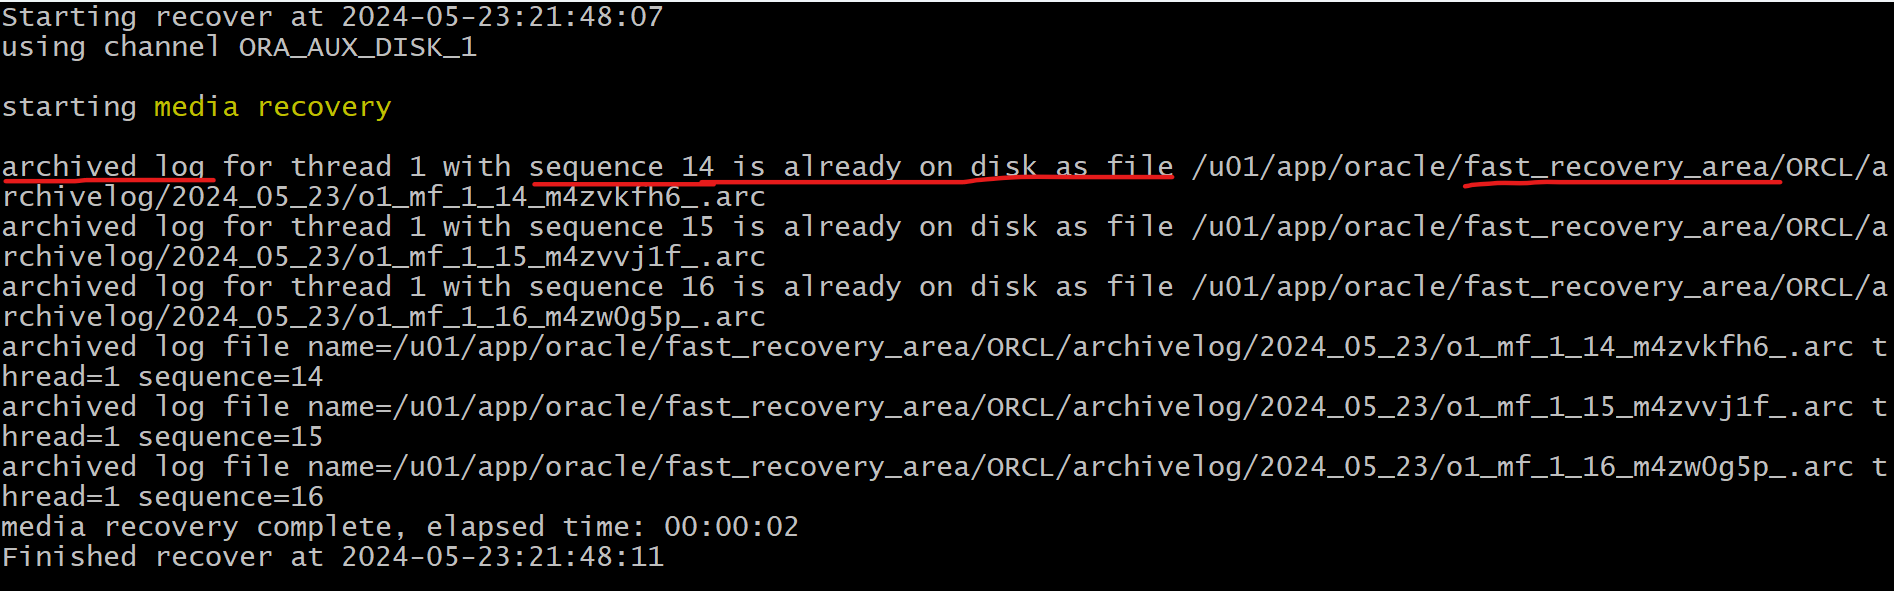 Starting recover at 2024-05-23:21:48:07
using channel ORA_AUX_DISK_1
starting media recovery
archived log for thread 1 with sequence 14 is already on disk as file /u01/app/oracle/fast_recovery_area/ORCL/a
rchivelog/2024_05_23/o1_mf_1_14_m4zvkfh6_.arc
archived log for thread 1 with sequence 15 is already on disk as file /u01/app/oracle/fast_recovery_area/ORCL/a
rchivelog/2024_05_23/o1_mf_1_15_m4zvvj1f_.arc
archived log for thread 1 with sequence 16 is already on disk as file /u01/app/oracle/fast_recovery_area/ORCL/a
rchivelog/2024_05_23/o1_mf_1_16_m4zw0g5p_.arc
archived log file name=/u01/app/oracle/fast_recovery_area/ORCL/archivelog/2024_05_23/o1_mf_1_14_m4zvkfh6_.arc t
hread=1 sequence=14
archived log file name=/u01/app/oracle/fast_recovery_area/ORCL/archivelog/2024_05_23/o1_mf_1_15_m4zvvj1f_.arc t
hread=1 sequence=15
archived log file name=/u01/app/oracle/fast_recovery_area/ORCL/archivelog/2024_05_23/o1_mf_1_16_m4zw0g5p_.arc t
hread=1 sequence=16
media recovery complete, elapsed time: 00:00:02
Finished recover at 2024-05-23:21:48:11